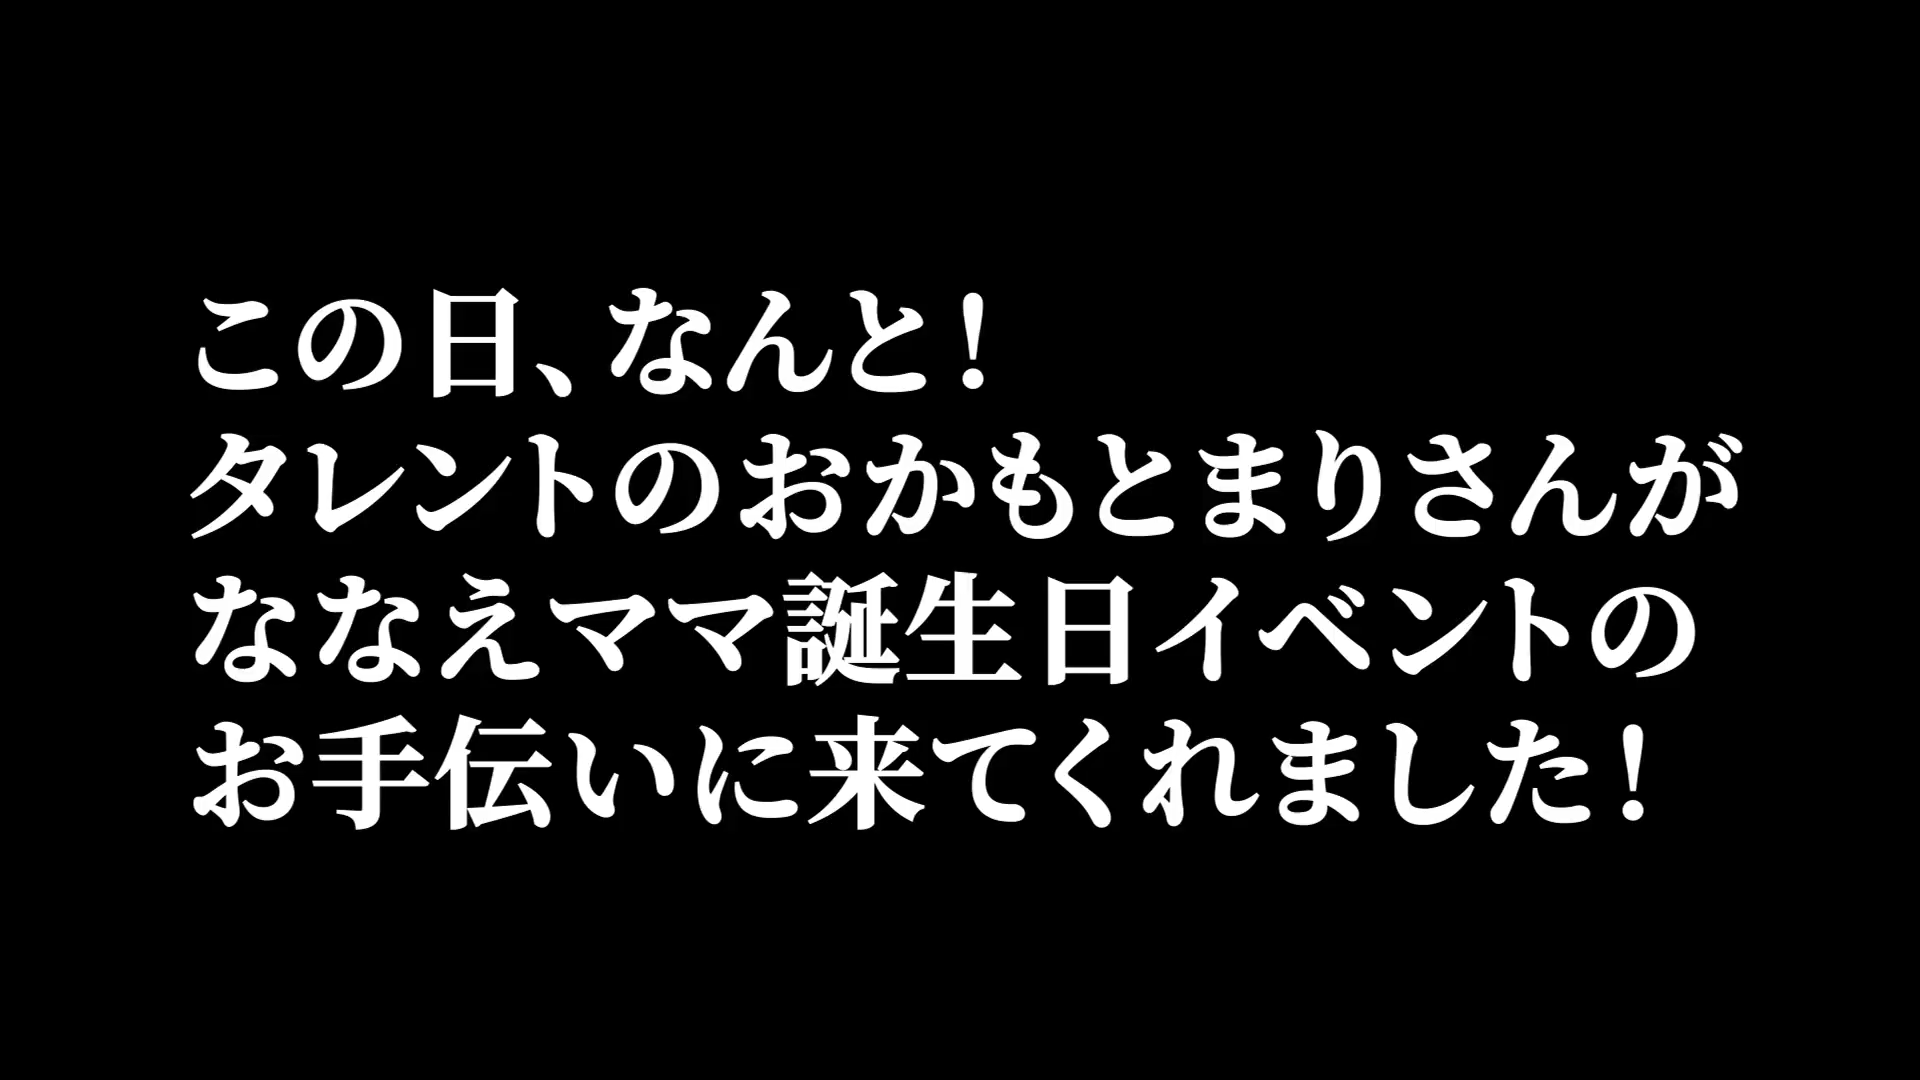 この日、なんと！
タレントのおかもとまりさんが
ななえママ誕生日イベントの
お手伝いに来てくれました！